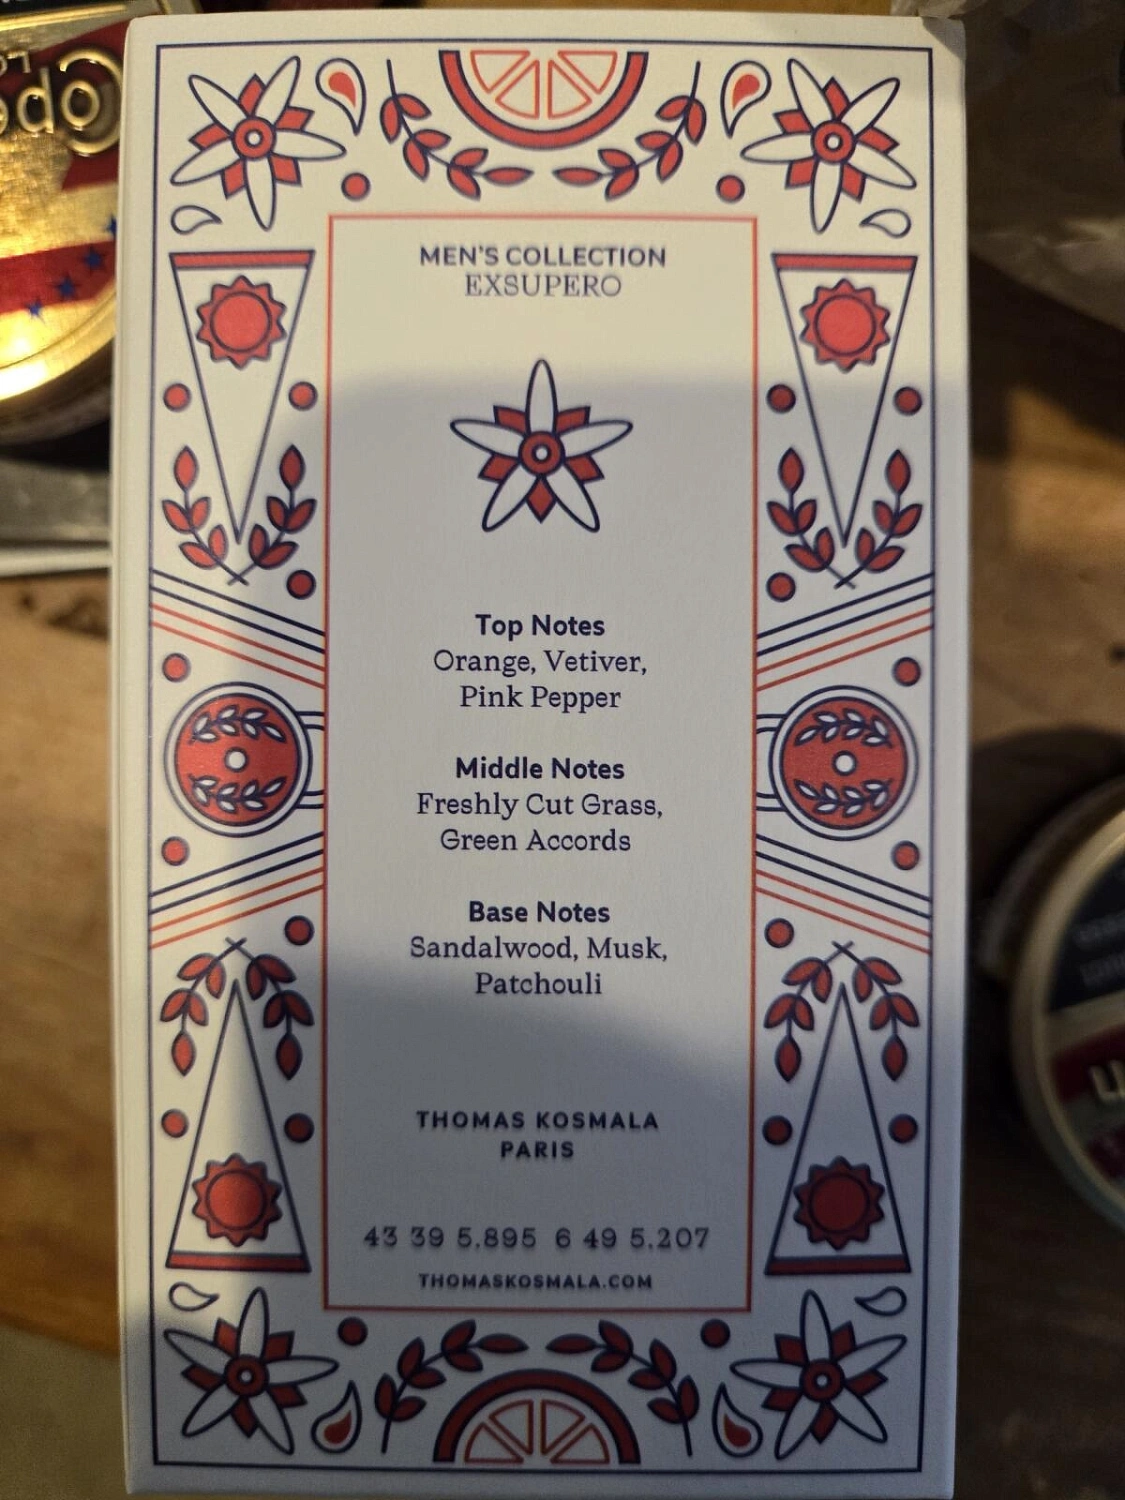 MEN'S COLLECTION
EXSUPERO
Top Notes
Orange, Vetiver,
Pink Pepper
Middle Notes
Freshly Cut Grass,
Green Accords
Base Notes
Sandalwood, Musk,
Patchouli
THOMAS KOSMALA
PARIS
43 39 5.895 6 49 5.207
THOMASKOSMALA.COM